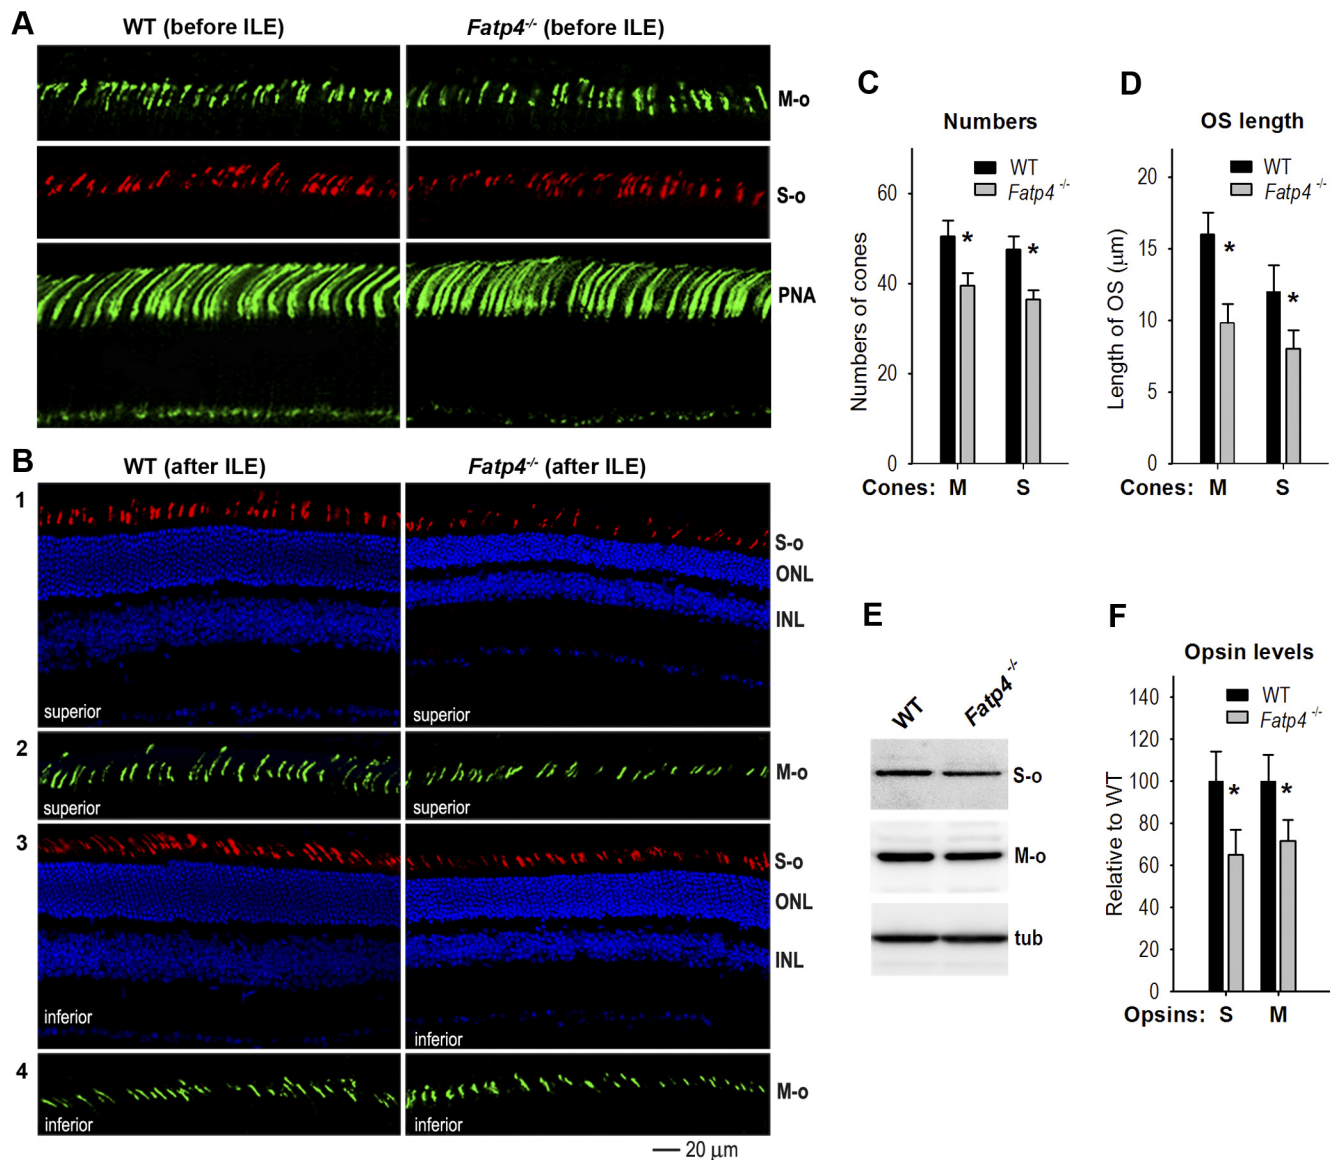 A
WT (before ILE)
Fatp4-/- (before ILE)
M-o
S-o
PNA
B
WT (after ILE)
Fatp4-/- (after ILE)
1
S-o
ONL
INL
superior
superior
2
M-o
superior
superior
3
S-o
ONL
INL
inferior
inferior
4
M-o
inferior
inferior
20 μm
C
Numbers
WT
Fatp4 -/-
Numbers of cones
60
40
20
0
* *
Cones: M S
D
OS length
WT
Fatp4 -/-
Length of OS (μm)
20
15
10
5
0
* *
Cones: M S
E
WT
Fatp4 -/-
S-o
M-o
tub
F
Opsin levels
WT
Fatp4 -/-
Relative to WT
140
120
100
80
60
40
20
0
* *
Opsins: S M